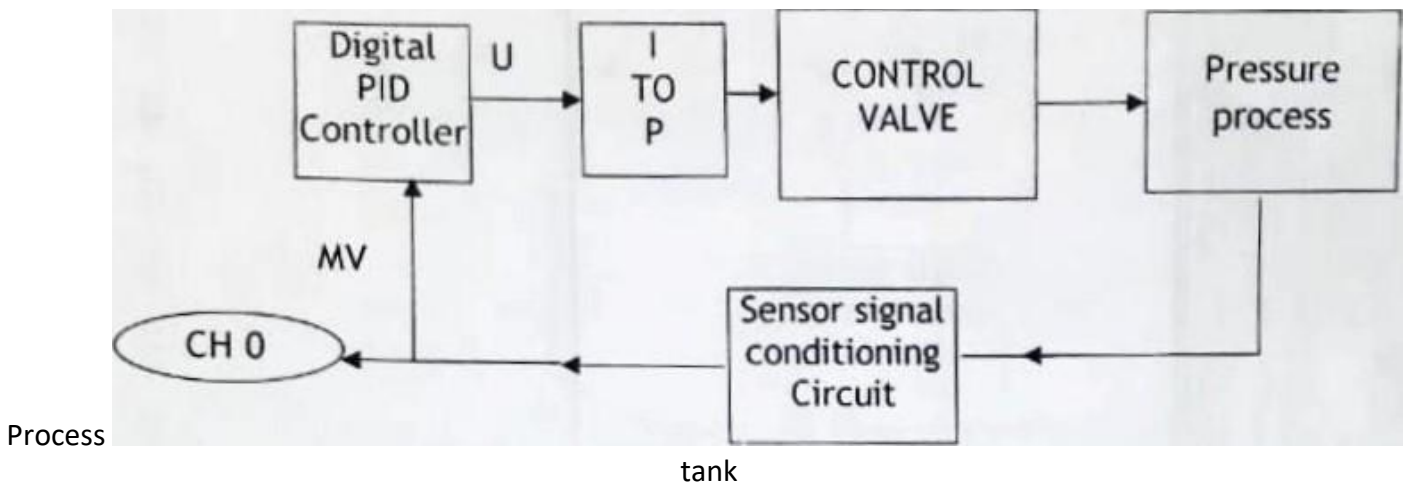 Digital
PID
Controller
U
I
TO
P
CONTROL
VALVE
Pressure
process
MV
CH 0
Sensor signal
conditioning
Circuit
Process
tank